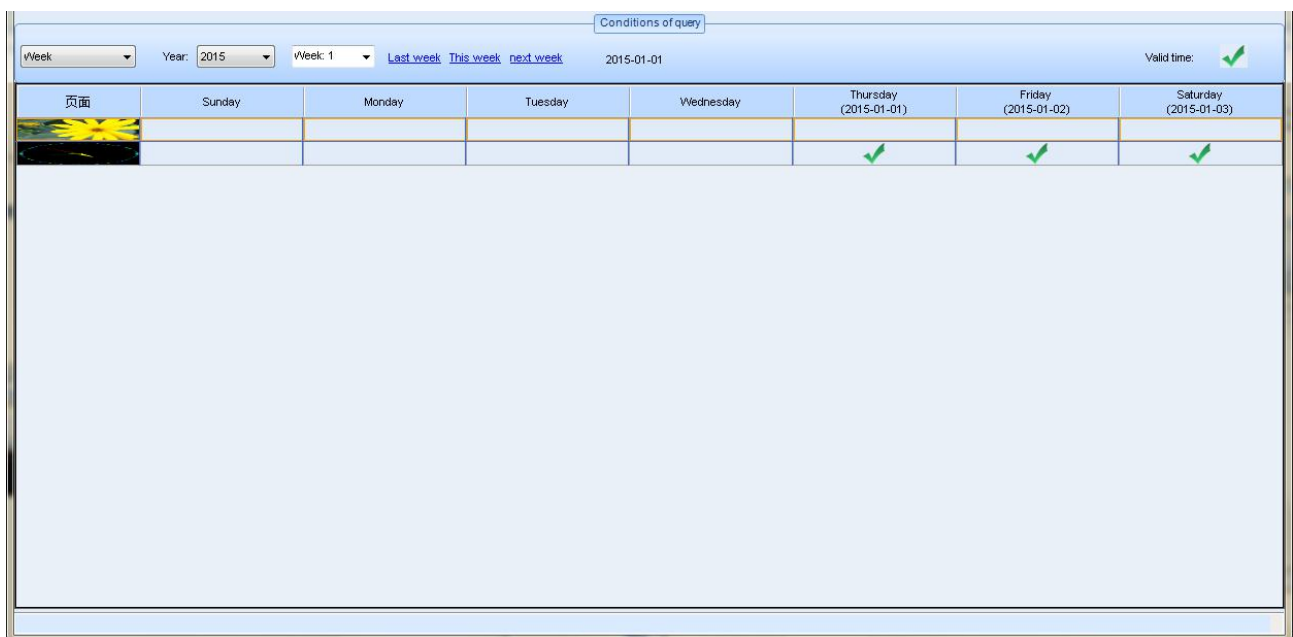 Conditions of query
Week Year: 2015 Week: 1 Last week This week next week 2015-01-01 Valid time:
页面 Sunday Monday Tuesday Wednesday Thursday (2015-01-01) Friday (2015-01-02) Saturday (2015-01-03)